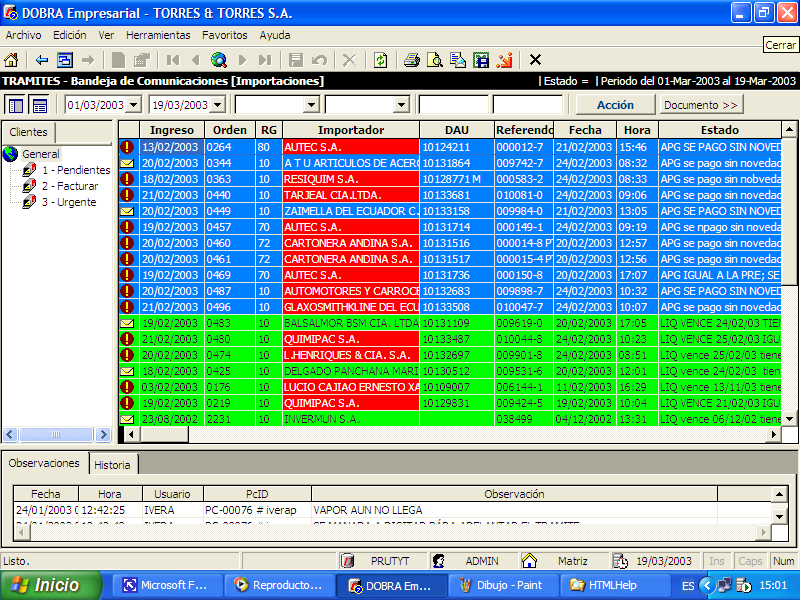 DOBRA Empresarial - TORRES & TORRES S.A.
Archivo Edición Ver Herramientas Favoritos Ayuda
Cerrar
TRAMITES - Bandeja de Comunicaciones [Importaciones] | Estado = | Periodo del 01-Mar-2003 al 19-Mar-2003
01/03/2003 19/03/2003 Acción Documento >>
Clientes
General
1 - Pendientes
2 - Facturar
3 - Urgente
Ingreso Orden RG Importador DAU Referendo Fecha Hora Estado
13/02/2003 0264 80 AUTEC S.A. 10124211 000012-7 21/02/2003 15:46 APG SE PAGO SIN NOVED
20/02/2003 0344 10 A T U ARTICULOS DE ACERO 10131864 009742-7 24/02/2003 08:32 APG se pago sin novedad
18/02/2003 0363 10 RESIQUIM S.A. 10128771 M 000583-2 24/02/2003 08:33 APG se pago sin nobvedad
21/02/2003 0440 10 TARJEAL CIA.LTDA. 10133681 010081-0 24/02/2003 09:06 APG se pago sin novedad
20/02/2003 0449 10 ZAIMELLA DEL ECUADOR C. 10133158 009984-0 21/02/2003 13:05 APG SE PAGO SIN NOVED
19/02/2003 0457 70 AUTEC S.A. 10131714 000149-1 24/02/2003 09:19 APG se npago sin novedad
20/02/2003 0460 72 CARTONERA ANDINA S.A. 10131516 000014-8 PT 20/02/2003 12:57 APG se pago sin novedad
20/02/2003 0461 72 CARTONERA ANDINA S.A. 10131517 000015-4 PT 20/02/2003 12:56 APG se pago sin novedad
19/02/2003 0469 70 AUTEC S.A. 10131736 000150-8 20/02/2003 17:07 APG IGUAL A LA PRE; SE
20/02/2003 0487 10 AUTOMOTORES Y CARROCE 10132683 009898-7 24/02/2003 10:32 APG SE PAGO SIN NOVED
21/02/2003 0496 10 GLAXOSMITHKLINE DEL ECU 10133508 010047-7 24/02/2003 10:07 APG se pago sin novedad
19/02/2003 0483 10 BALSALMOR BSM CIA. LTDA 10131109 009619-0 20/02/2003 17:05 LIQ VENCE 24/02/03 TIEN
21/02/2003 0480 10 QUIMIPAC S.A. 10133487 010044-8 24/02/2003 10:23 LIQ VENCE 25/02/03 IGU
20/02/2003 0474 10 L.HENRIQUES & CIA. S.A. 10132697 009901-8 24/02/2003 08:51 LIQ vence 25/02/03 tiene
18/02/2003 0425 10 DELGADO PANCHANA MARI 10130512 009531-6 20/02/2003 12:01 LIQ vence 24/02/03 tiene
03/02/2003 0176 10 LUCIO CAJIAO ERNESTO XA 10109007 006144-1 11/02/2003 16:29 LIQ vence 13/11/03 tiene
19/02/2003 0219 10 QUIMIPAC S.A. 10129831 009424-5 19/02/2003 10:04 LIQ VENCE 21/02/03 IGU
23/08/2002 2231 10 INVERMUN S.A. 038499 04/12/2002 13:31 LIQ vence 06/12/02 tiene
Observaciones Historia
Fecha Hora Usuario PcID Observación
24/01/2003 0 12:42:25 IVERA PC-00076 # iverap VAPOR AUN NO LLEGA
Listo. PRUTYT ADMIN Matriz 19/03/2003 Ins Caps Num
Inicio Microsoft F... Reproducto... DOBRA Em... Dibujo - Paint HTMLHelp ES 15:01